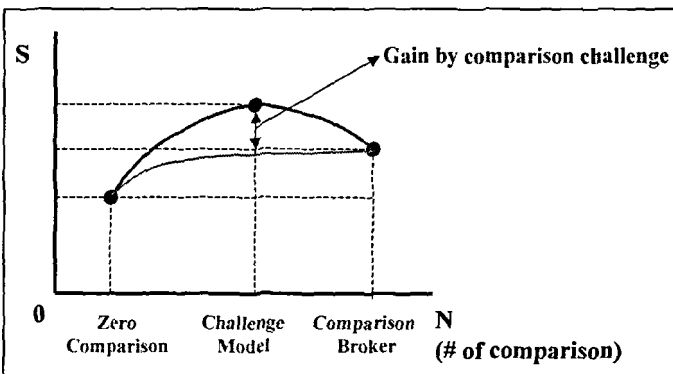 S
Gain by comparison challenge
0
Zero Comparison
Challenge Model
Comparison Broker
N
(# of comparison)